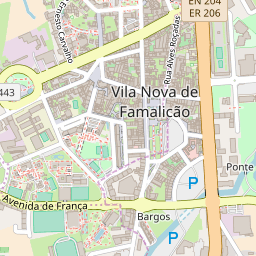 EN 204
ER 206
Ernesto Carvalho
Rua Alves Roçadas
443
Vila Nova de
Famalicão
Ponte
P
Avenida de França
Bargos
P